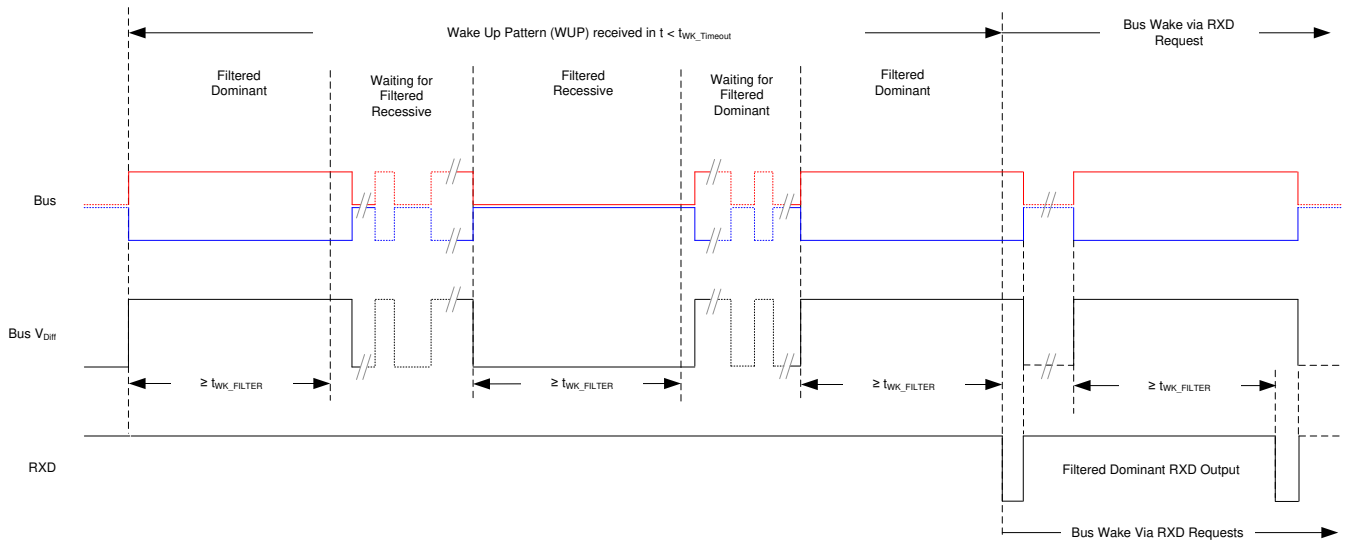 Wake Up Pattern (WUP) received in t < tWK_Timeout
Bus Wake via RXD
Request
Filtered
Dominant
Waiting for
Filtered
Recessive
Filtered
Recessive
Waiting for
Filtered
Dominant
Filtered
Dominant
Bus
Bus VDiff
≥ tWK_FILTER
≥ tWK_FILTER
≥ tWK_FILTER
≥ tWK_FILTER
RXD
Filtered Dominant RXD Output
Bus Wake Via RXD Requests